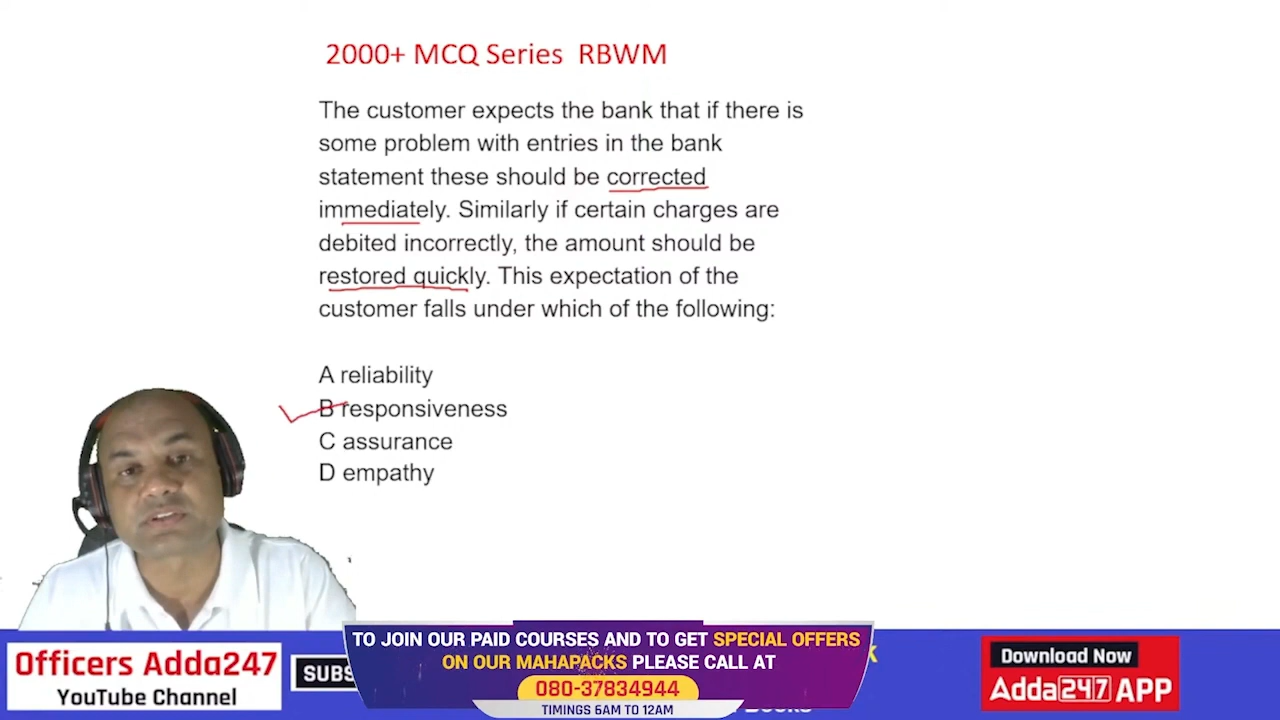 2000+ MCQ Series RBWM
The customer expects the bank that if there is
some problem with entries in the bank
statement these should be corrected
immediately. Similarly if certain charges are
debited incorrectly, the amount should be
restored quickly. This expectation of the
customer falls under which of the following:
A reliability
B responsiveness
C assurance
D empathy
Officers Adda247
YouTube Channel
TO JOIN OUR PAID COURSES AND TO GET SPECIAL OFFERS
ON OUR MAHAPACKS PLEASE CALL AT
080-37834944
TIMINGS 6AM TO 12AM
Download Now
Adda247 APP